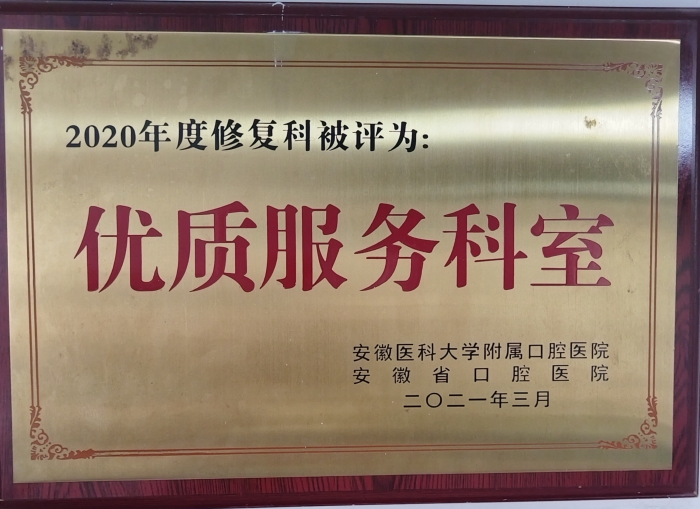 2020年度修复科被评为:
优质服务科室
安徽医科大学附属口腔医院
安徽省口腔医院
二〇二一年三月